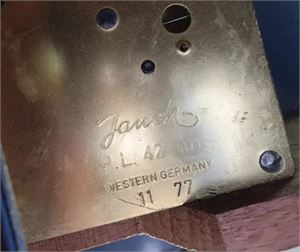 Jauch
P.L. 42
WESTERN GERMANY
11 77